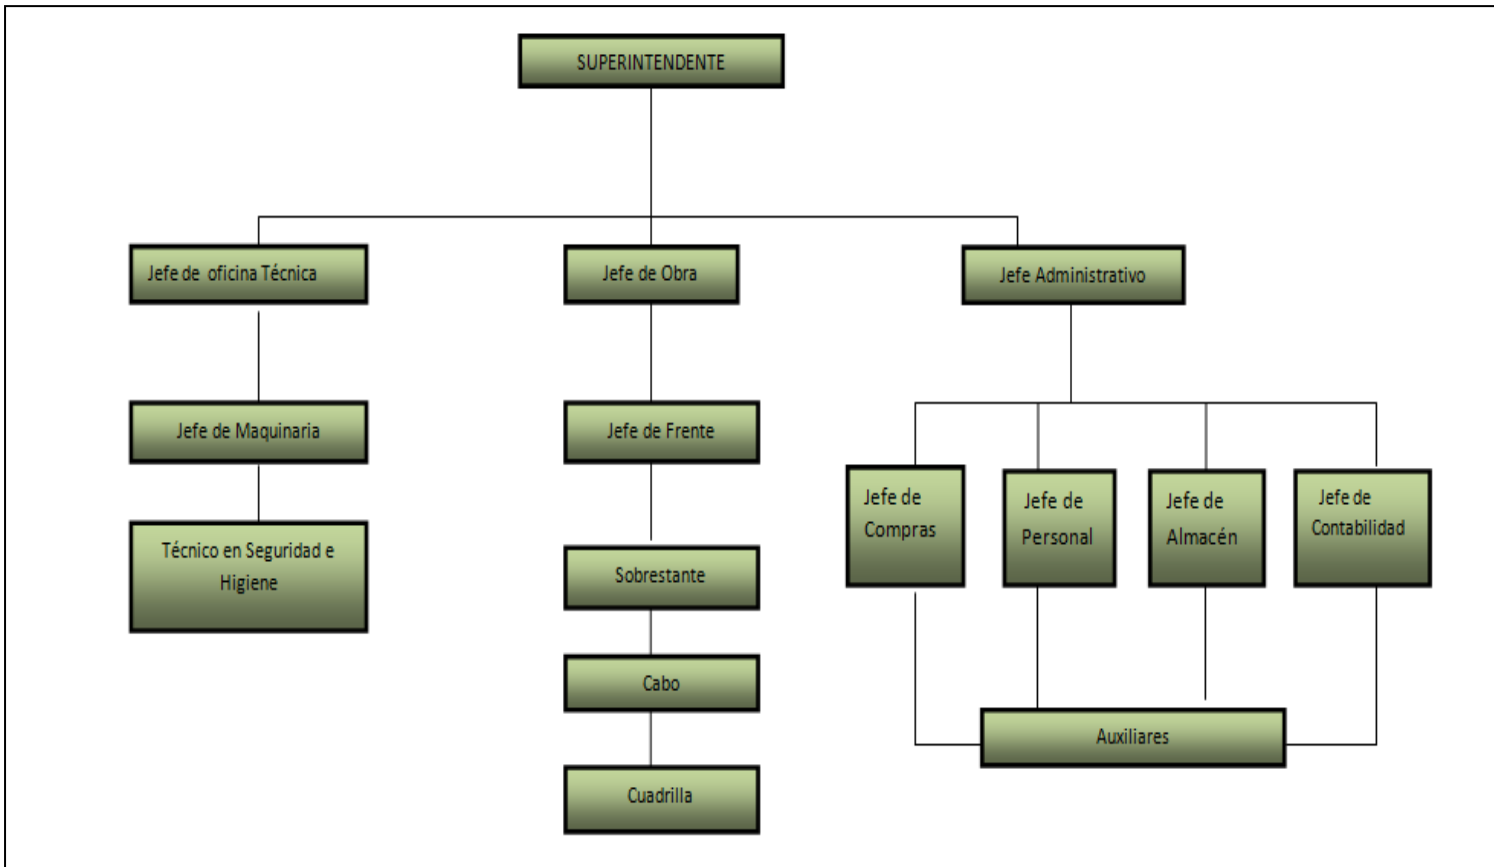 SUPERINTENDENTE
Jefe de oficina Técnica
Jefe de Obra
Jefe Administrativo
Jefe de Maquinaria
Jefe de Frente
Jefe de
Compras
Jefe de
Personal
Jefe de
Almacén
Jefe de
Contabilidad
Técnico en Seguridad e
Higiene
Sobrestante
Cabo
Auxiliares
Cuadrilla